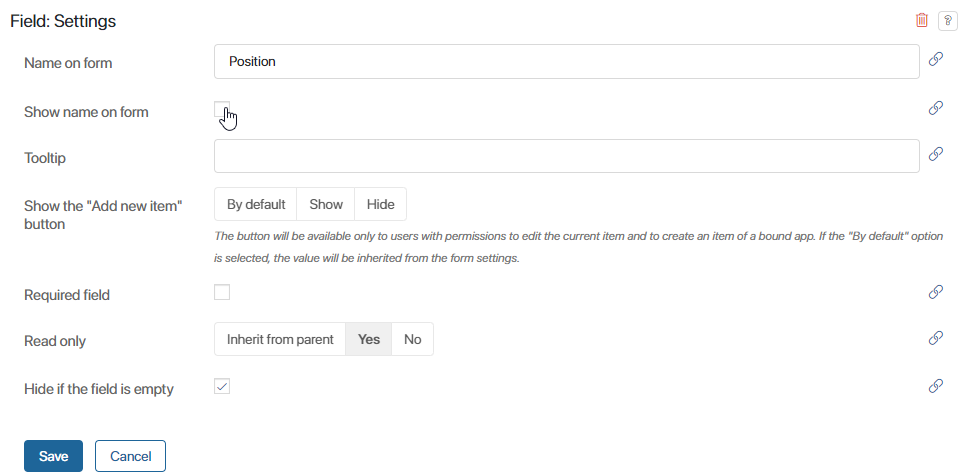 Field: Settings
?
Name on form
Position
Show name on form
Tooltip
Show the "Add new item"
button
By default Show Hide
The button will be available only to users with permissions to edit the current item and to create an item of a bound app. If the "By default" option
is selected, the value will be inherited from the form settings.
Required field
Read only
Inherit from parent Yes No
Hide if the field is empty
Save Cancel